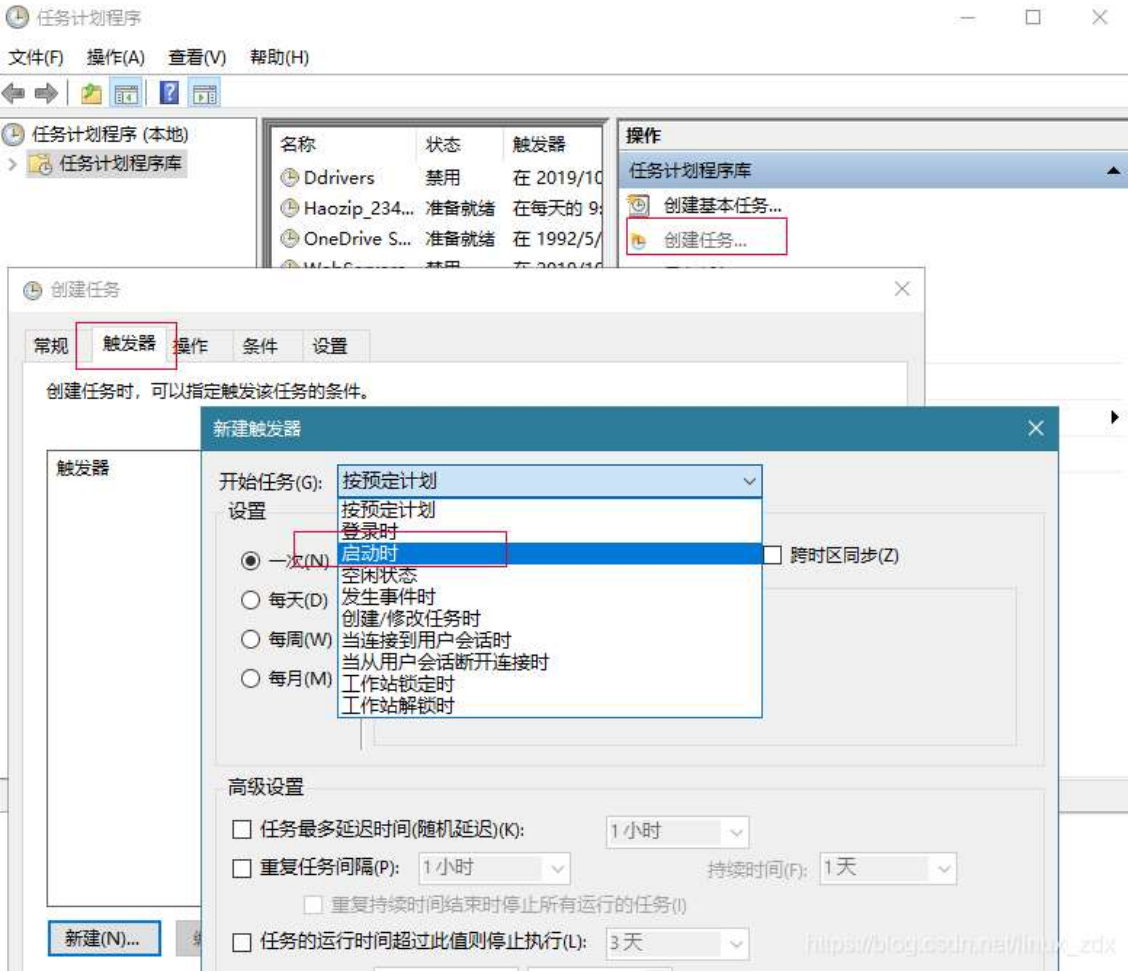 任务计划程序
文件(F) 操作(A) 查看(V) 帮助(H)
任务计划程序 (本地)
任务计划程序库
名称 状态 触发器
Ddrivers 禁用 在 2019/10
Haozip_234... 准备就绪 在每天的 9:
OneDrive S... 准备就绪 在 1992/5/
操作
任务计划程序库
创建基本任务...
创建任务...
创建任务
常规 触发器 操作 条件 设置
创建任务时，可以指定触发该任务的条件。
触发器
新建触发器
开始任务(G): 按预定计划
设置
按预定计划
登录时
启动时
空闲状态
发生事件时
创建/修改任务时
当连接到用户会话时
当从用户会话断开连接时
工作站锁定时
工作站解锁时
一次(N)
每天(D)
每周(W)
每月(M)
跨时区同步(Z)
高级设置
任务最多延迟时间(随机延迟)(K): 1 小时
重复任务间隔(P): 1 小时 持续时间(F): 1 天
重复持续时间结束时停止所有运行的任务(I)
任务的运行时间超过此值则停止执行(L): 3 天
新建(N)...
https://blog.csdn.net/linux_zdx